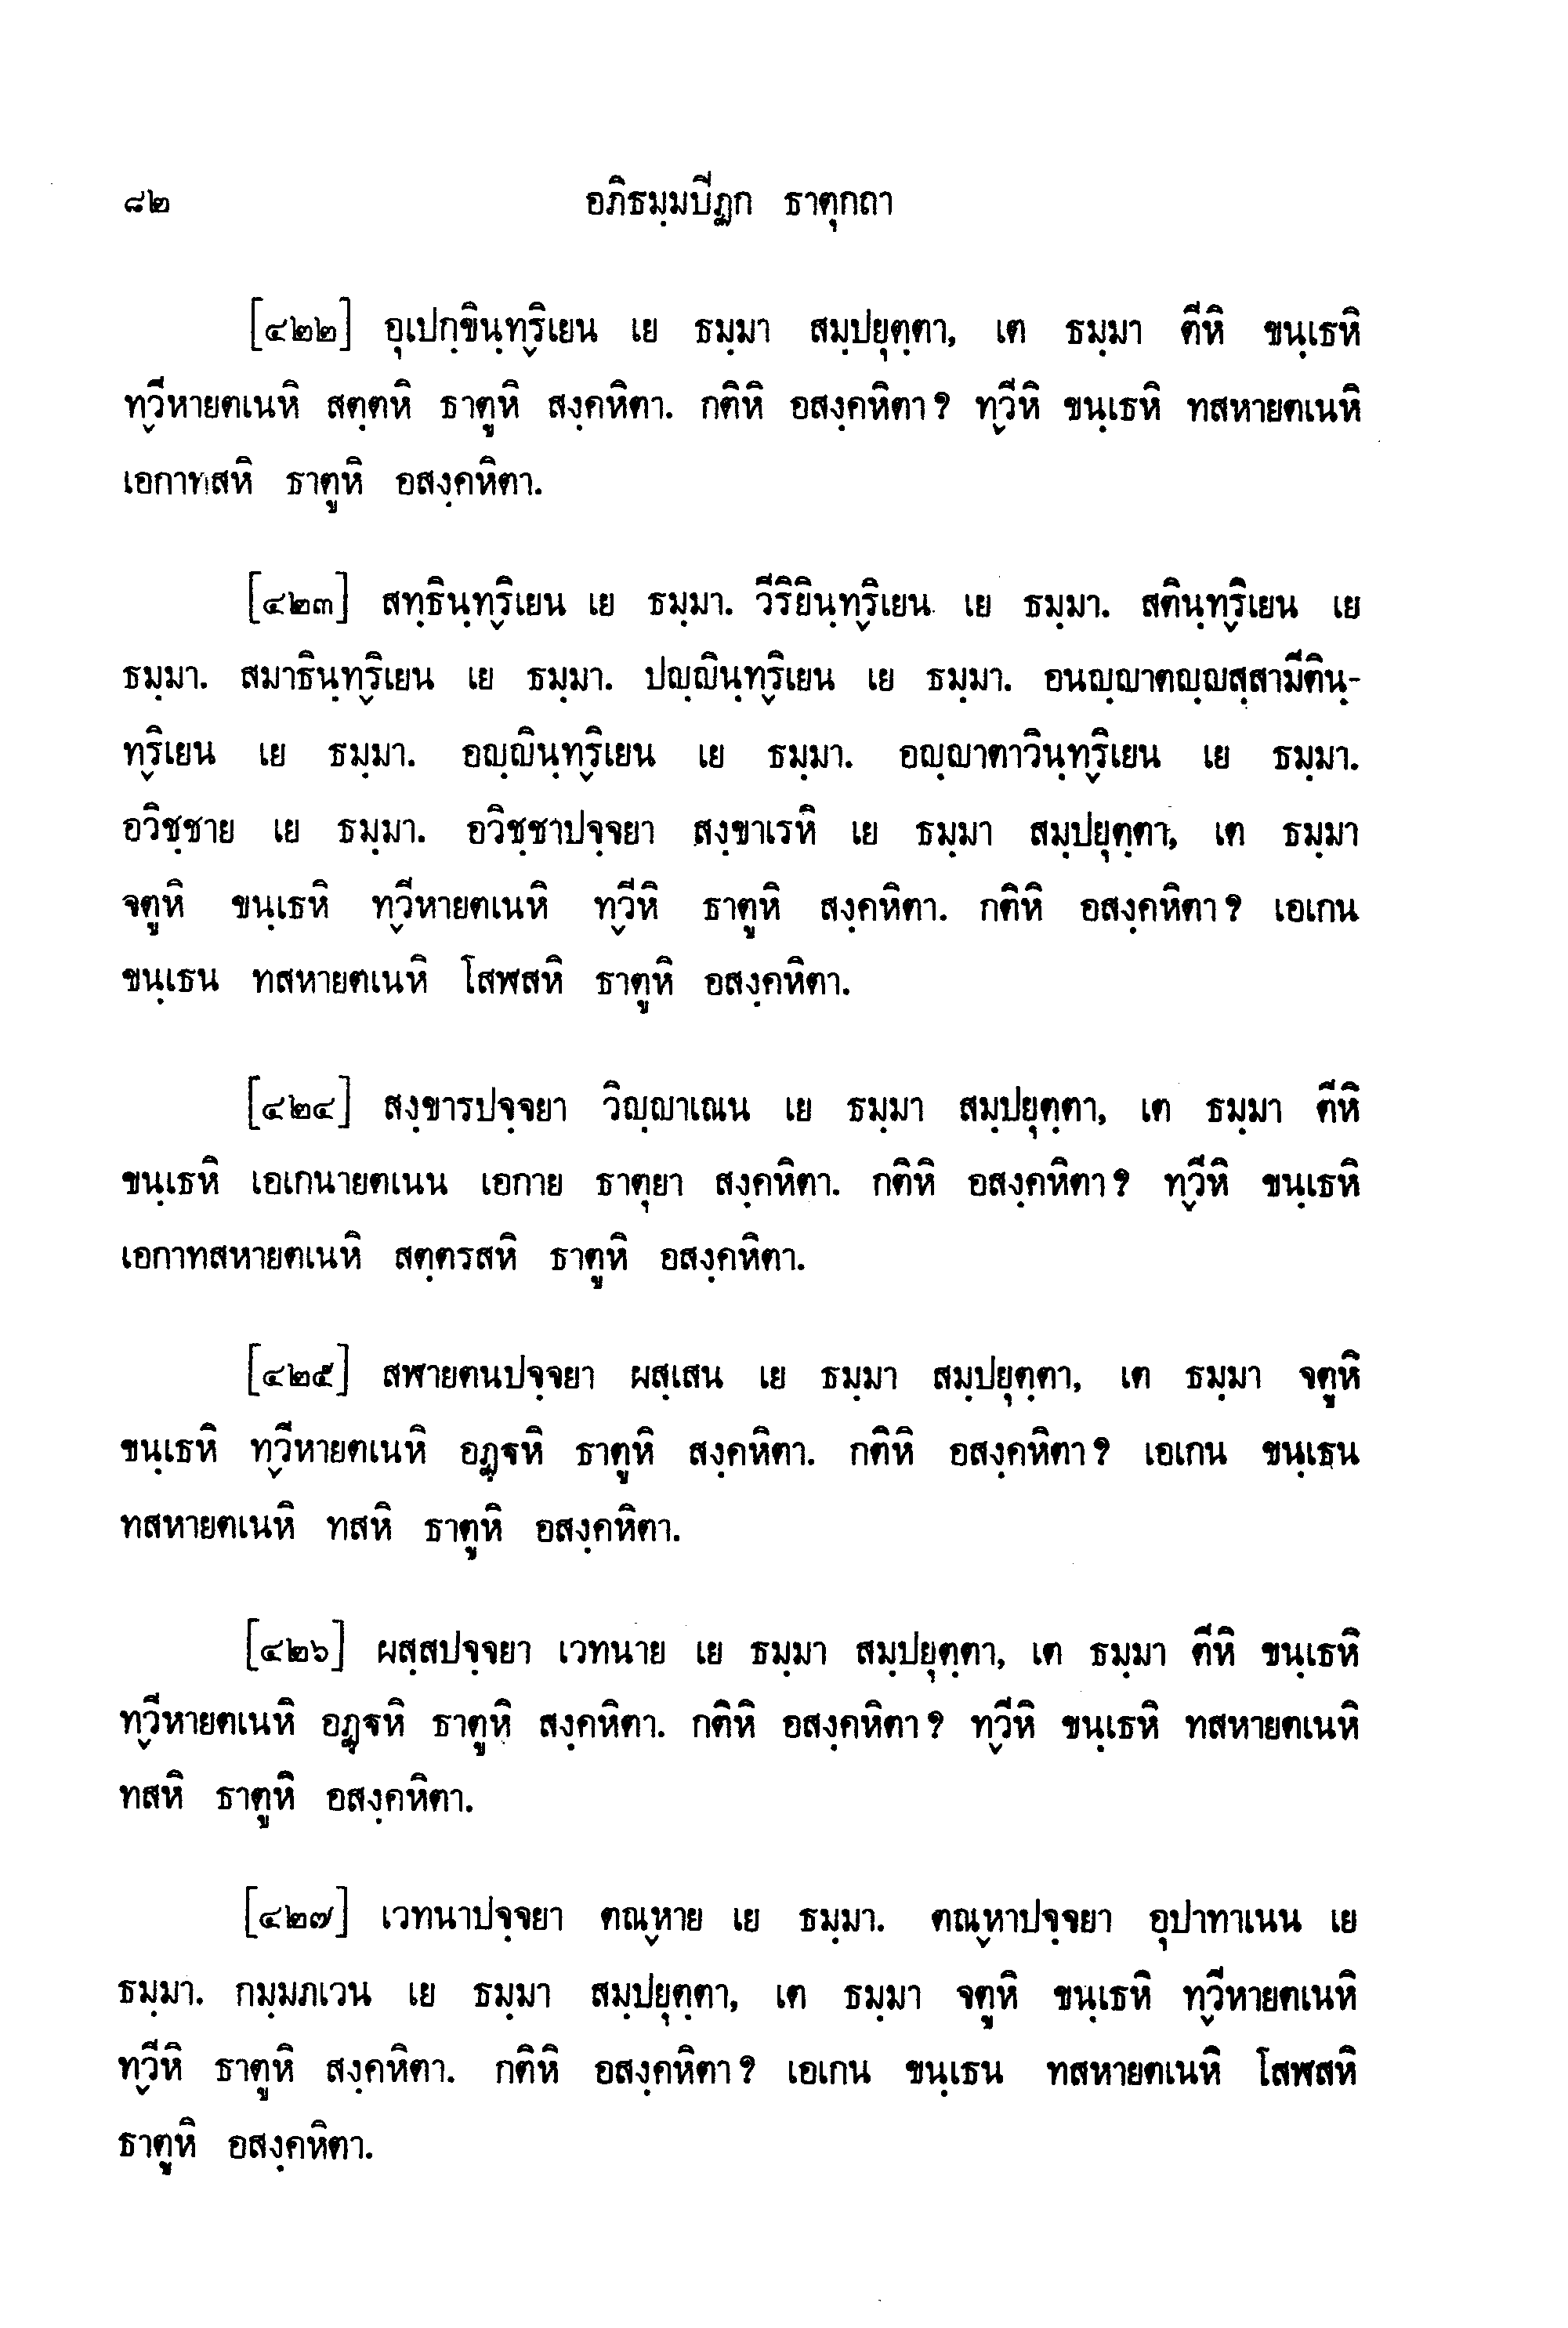 ๘๒ อภิธมฺมปีฏก ธาตุกถา
[๔๒๒] อุเปกฺขินฺทฺริเยน เย ธมฺมา สมฺปยุตฺตา, เต ธมฺมา ตีหิ ขนฺเธหิ
ทฺวีหายตเนหิ สตฺตหิ ธาตูหิ สงฺคหิตา. กติหิ อสงฺคหิตา? ทฺวีหิ ขนฺเธหิ ทสหายตเนหิ
เอกาทสหิ ธาตูหิ อสงฺคหิตา.
[๔๒๓] สทฺธินฺทฺริเยน เย ธมฺมา. วีริยินฺทฺริเยน เย ธมฺมา. สตินฺทฺริเยน เย
ธมฺมา. สมาธินฺทฺริเยน เย ธมฺมา. ปญฺญินฺทฺริเยน เย ธมฺมา. อนญฺญาตญฺญสฺสามีตินฺ-
ทฺริเยน เย ธมฺมา. อญฺญินฺทฺริเยน เย ธมฺมา. อญฺญาตาวินฺทฺริเยน เย ธมฺมา.
อวิชฺชาย เย ธมฺมา. อวิชฺชาปจฺจยา สงฺขาเรหิ เย ธมฺมา สมฺปยุตฺตา, เต ธมฺมา
จตูหิ ขนฺเธหิ ทฺวีหายตเนหิ ทฺวีหิ ธาตูหิ สงฺคหิตา. กติหิ อสงฺคหิตา? เอเกน
ขนฺเธน ทสหายตเนหิ โสฬสหิ ธาตูหิ อสงฺคหิตา.
[๔๒๔] สงฺขารปจฺจยา วิญฺญาเณน เย ธมฺมา สมฺปยุตฺตา, เต ธมฺมา ตีหิ
ขนฺเธหิ เอเกนายตเนน เอกาย ธาตุยา สงฺคหิตา. กติหิ อสงฺคหิตา? ทฺวีหิ ขนฺเธหิ
เอกาทสหายตเนหิ สตฺตรสหิ ธาตูหิ อสงฺคหิตา.
[๔๒๕] สฬายตนปจฺจยา ผสฺเสน เย ธมฺมา สมฺปยุตฺตา, เต ธมฺมา จตูหิ
ขนฺเธหิ ทฺวีหายตเนหิ อฏฺฐหิ ธาตูหิ สงฺคหิตา. กติหิ อสงฺคหิตา? เอเกน ขนฺเธน
ทสหายตเนหิ ทสหิ ธาตูหิ อสงฺคหิตา.
[๔๒๖] ผสฺสปจฺจยา เวทนาย เย ธมฺมา สมฺปยุตฺตา, เต ธมฺมา ตีหิ ขนฺเธหิ
ทฺวีหายตเนหิ อฏฺฐหิ ธาตูหิ สงฺคหิตา. กติหิ อสงฺคหิตา? ทฺวีหิ ขนฺเธหิ ทสหายตเนหิ
ทสหิ ธาตูหิ อสงฺคหิตา.
[๔๒๗] เวทนาปจฺจยา ตณฺหาย เย ธมฺมา. ตณฺหาปจฺจยา อุปาทาเนน เย
ธมฺมา. กมฺมภเวน เย ธมฺมา สมฺปยุตฺตา, เต ธมฺมา จตูหิ ขนฺเธหิ ทฺวีหายตเนหิ
ทฺวีหิ ธาตูหิ สงฺคหิตา. กติหิ อสงฺคหิตา? เอเกน ขนฺเธน ทสหายตเนหิ โสฬสหิ
ธาตูหิ อสงฺคหิตา.